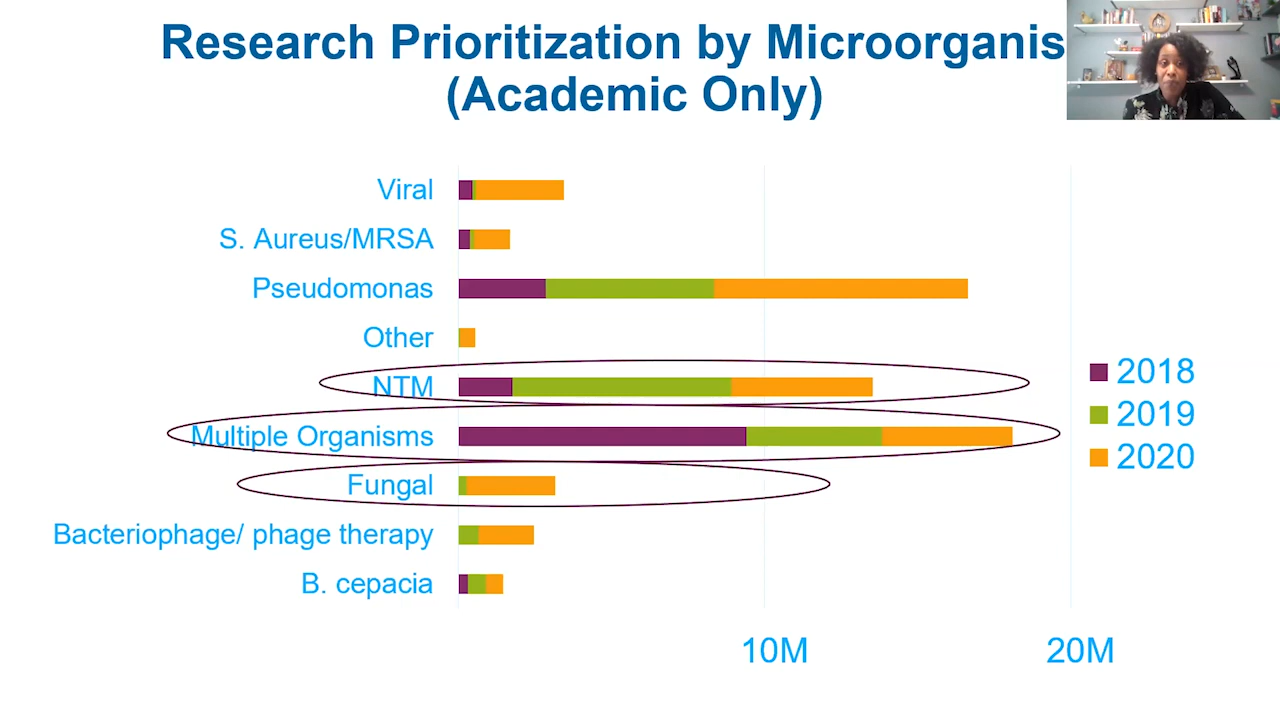 Research Prioritization by Microorganis
(Academic Only)
Viral
S. Aureus/MRSA
Pseudomonas
Other
NTM
Multiple Organisms
Fungal
Bacteriophage/ phage therapy
B. cepacia
2018
2019
2020
10M
20M